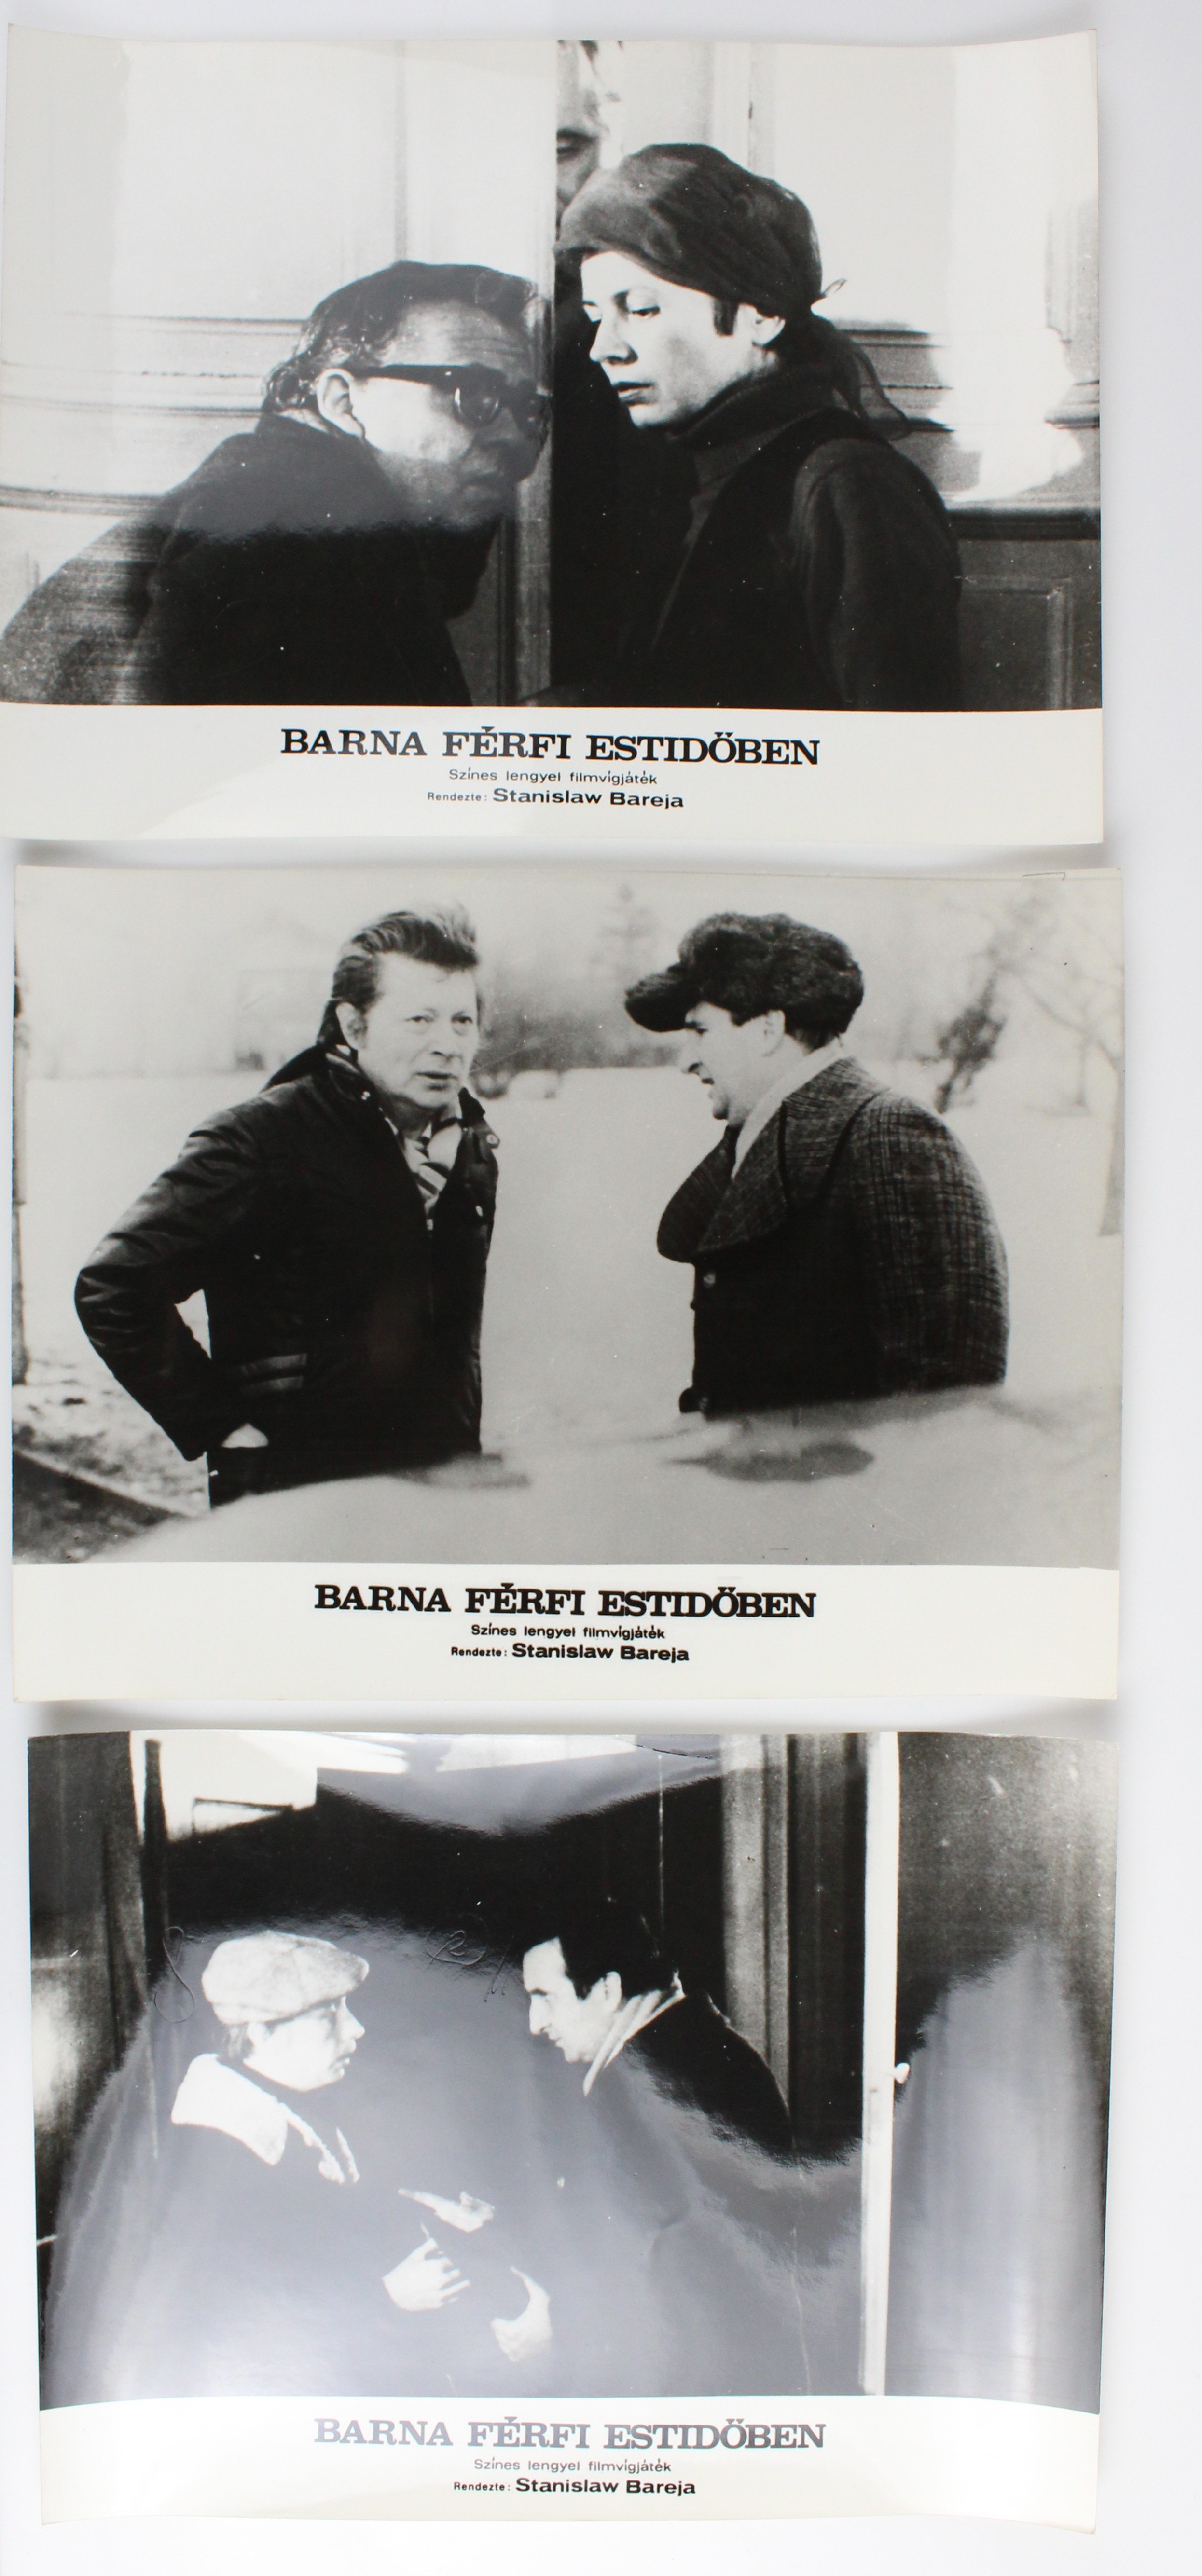 BARNA FÉRFI ESTIDŐBEN
Színes lengyel filmvígjáték
Rendezte: Stanislaw Bareja
BARNA FÉRFI ESTIDŐBEN
Színes lengyel filmvígjáték
Rendezte: Stanislaw Bareja
BARNA FÉRFI ESTIDŐBEN
Színes lengyel filmvígjáték
Rendezte: Stanislaw Bareja